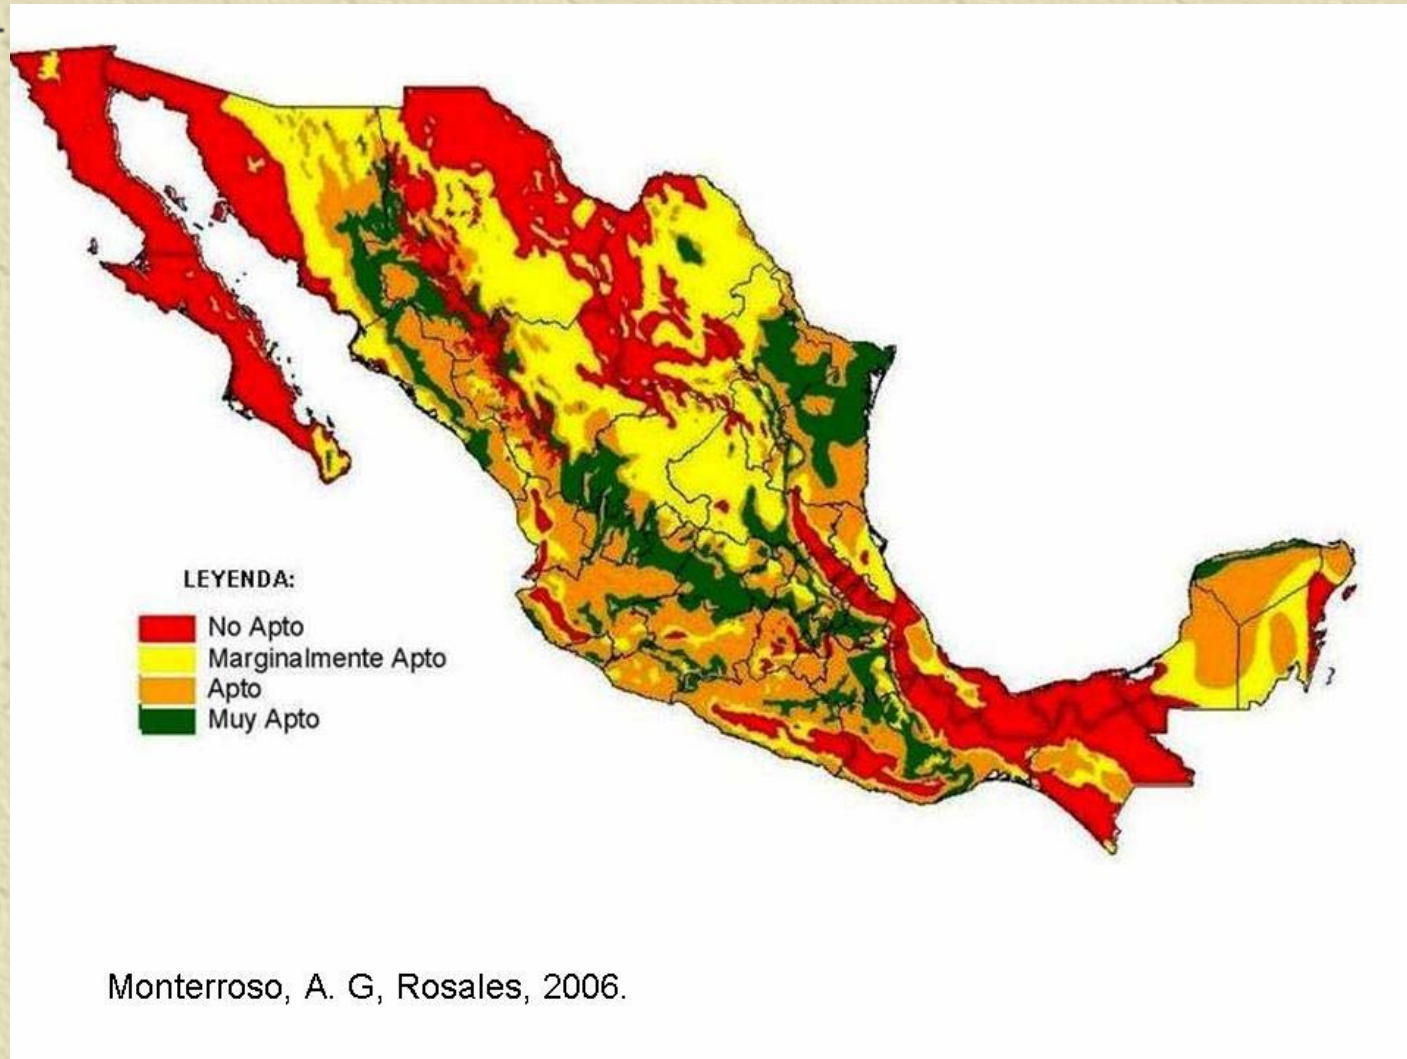 LEYENDA:
No Apto
Marginalmente Apto
Apto
Muy Apto
Monterroso, A. G, Rosales, 2006.